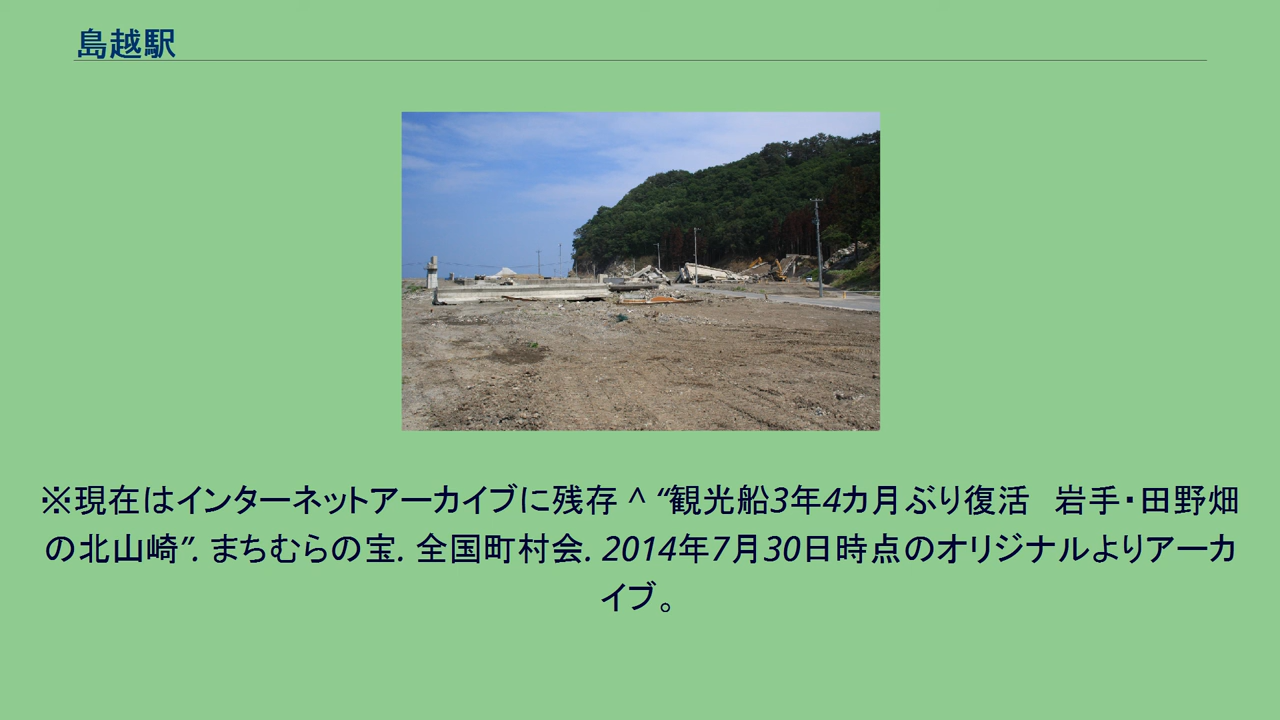 島越駅
※現在はインターネットアーカイブに残存 ^ “観光船3年4カ月ぶり復活　岩手・田野畑
の北山崎”. まちむらの宝. 全国町村会. 2014年7月30日時点のオリジナルよりアーカ
イブ。